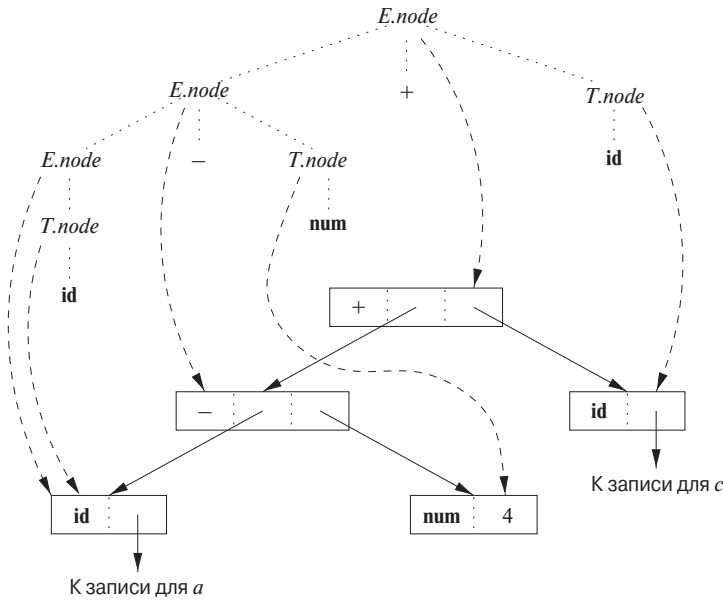 E.node
E.node + T.node
E.node – T.node id
T.node num
id
+
– id
К записи для c
id num 4
К записи для a